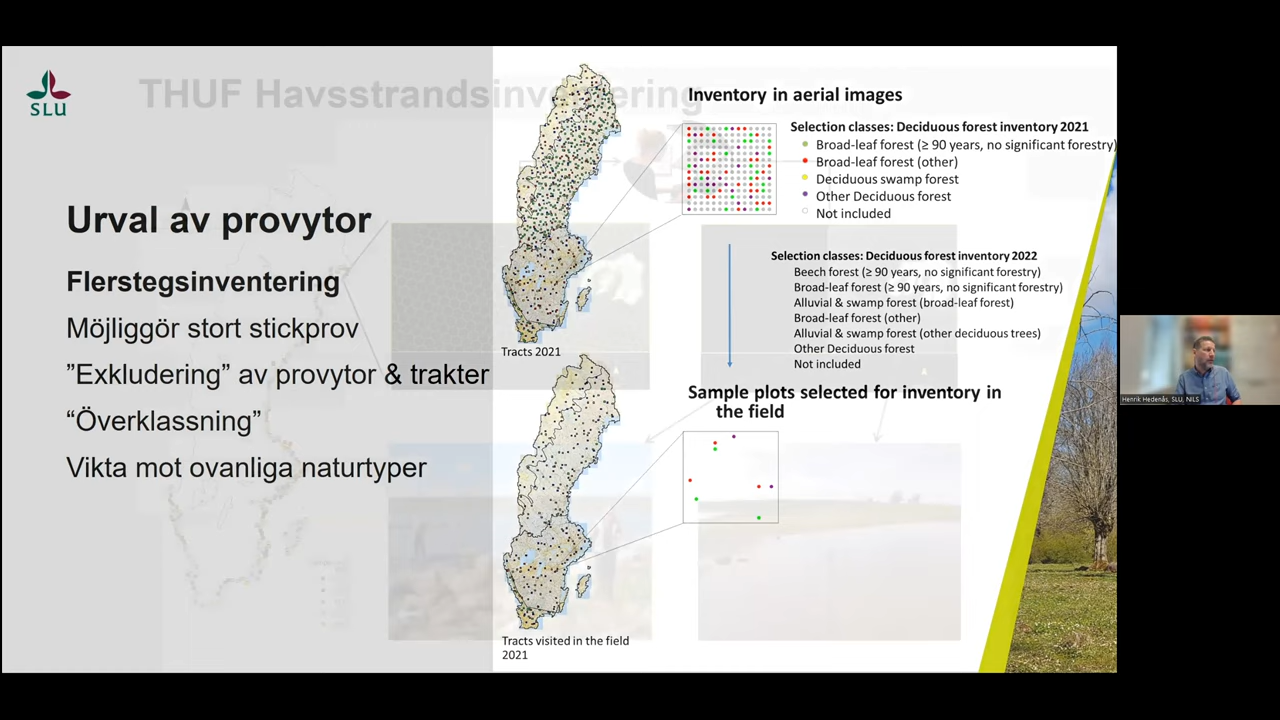 SLU
THUF Havsstrandsinventering
Urval av provytor
Flerstegsinventering
Möjliggör stort stickprov
”Exkludering” av provytor & trakter
“Överklassning”
Vikta mot ovanliga naturtyper
Tracts 2021
Tracts visited in the field
2021
Inventory in aerial images
Selection classes: Deciduous forest inventory 2021
Broad-leaf forest (≥ 90 years, no significant forestry)
Broad-leaf forest (other)
Deciduous swamp forest
Other Deciduous forest
Not included
Selection classes: Deciduous forest inventory 2022
Beech forest (≥ 90 years, no significant forestry)
Broad-leaf forest (≥ 90 years, no significant forestry)
Alluvial & swamp forest (broad-leaf forest)
Broad-leaf forest (other)
Alluvial & swamp forest (other deciduous trees)
Other Deciduous forest
Not included
Sample plots selected for inventory in
the field
Henrik Hedenås, SLU, NILS